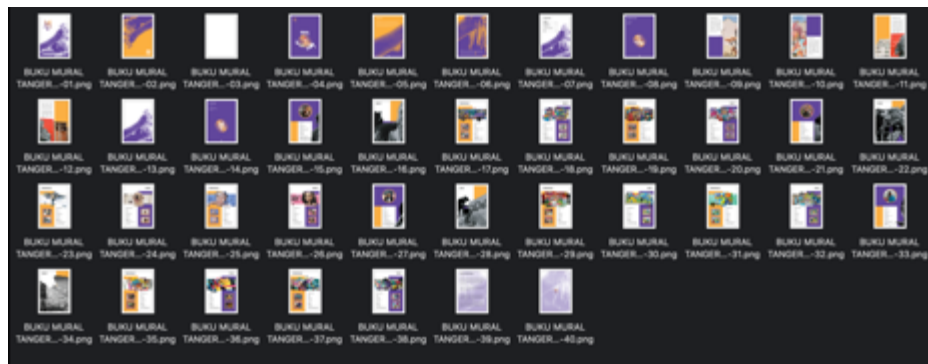 BUKU MURAL BUKU MURAL BUKU MURAL BUKU MURAL BUKU MURAL BUKU MURAL BUKU MURAL BUKU MURAL BUKU MURAL BUKU MURAL BUKU MURAL
TANGER...-01.png TANGER...-02.png TANGER...-03.png TANGER...-04.png TANGER...-05.png TANGER...-06.png TANGER...-07.png TANGER...-08.png TANGER...-09.png TANGER...-10.png TANGER...-11.png
BUKU MURAL BUKU MURAL BUKU MURAL BUKU MURAL BUKU MURAL BUKU MURAL BUKU MURAL BUKU MURAL BUKU MURAL BUKU MURAL BUKU MURAL
TANGER...-12.png TANGER...-13.png TANGER...-14.png TANGER...-15.png TANGER...-16.png TANGER...-17.png TANGER...-18.png TANGER...-19.png TANGER...-20.png TANGER...-21.png TANGER...-22.png
BUKU MURAL BUKU MURAL BUKU MURAL BUKU MURAL BUKU MURAL BUKU MURAL BUKU MURAL BUKU MURAL BUKU MURAL BUKU MURAL BUKU MURAL
TANGER...-23.png TANGER...-24.png TANGER...-25.png TANGER...-26.png TANGER...-27.png TANGER...-28.png TANGER...-29.png TANGER...-30.png TANGER...-31.png TANGER...-32.png TANGER...-33.png
BUKU MURAL BUKU MURAL BUKU MURAL BUKU MURAL BUKU MURAL BUKU MURAL BUKU MURAL
TANGER...-34.png TANGER...-35.png TANGER...-36.png TANGER...-37.png TANGER...-38.png TANGER...-39.png TANGER...-40.png